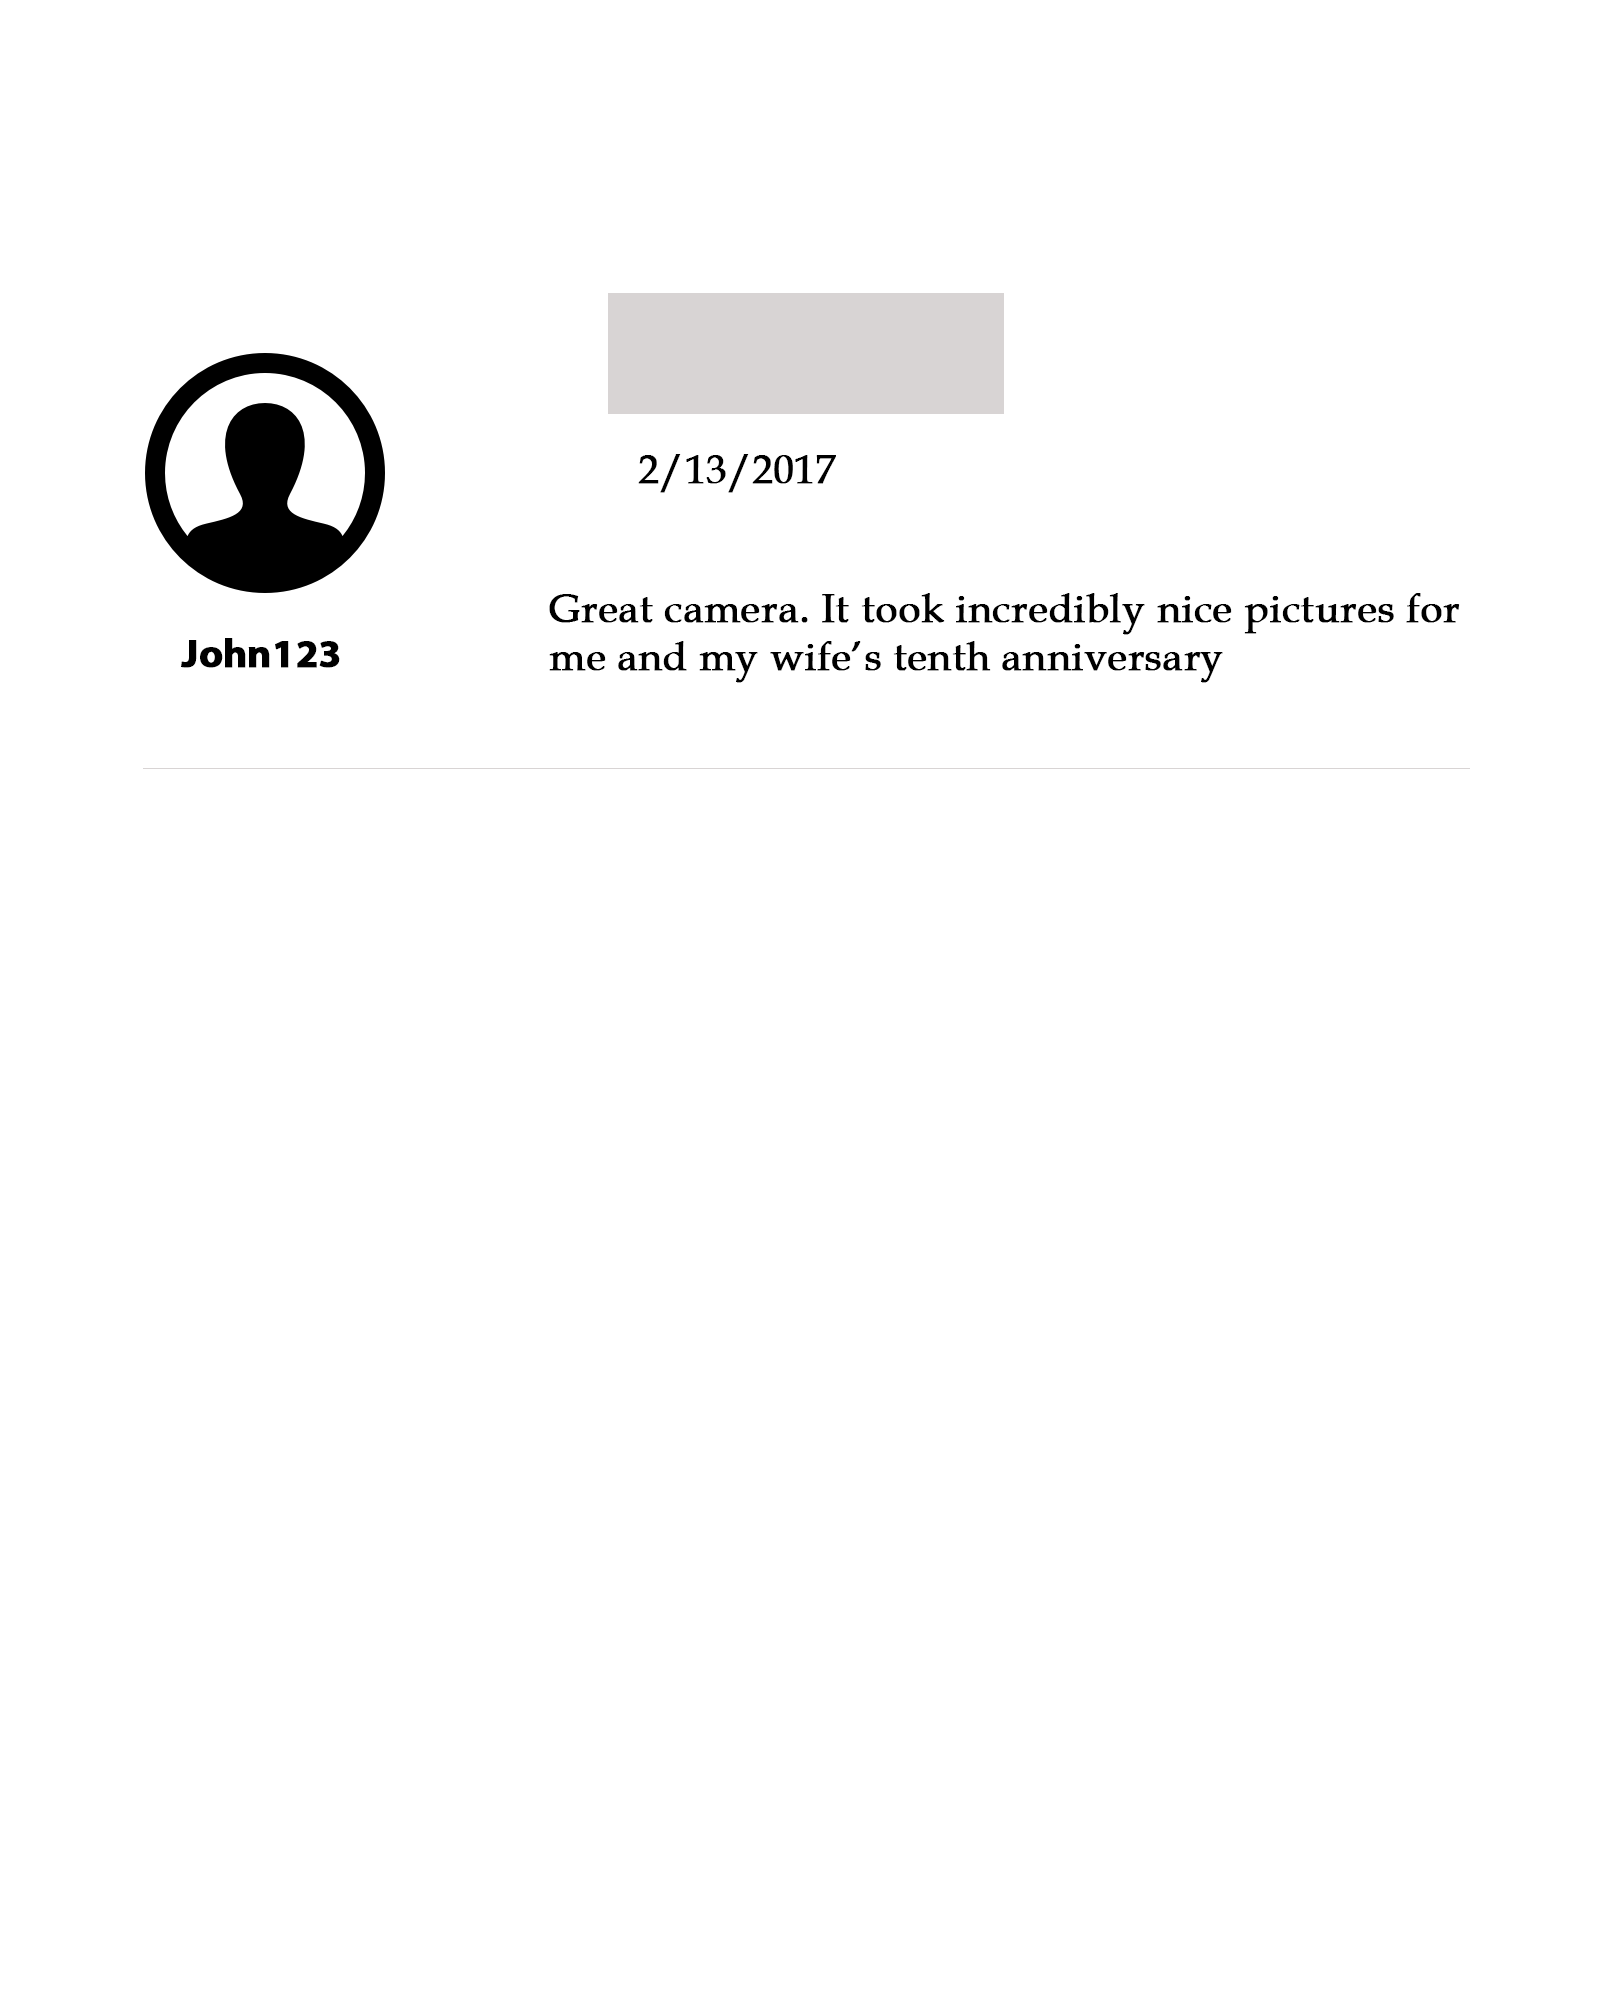 2/13/2017
Great camera. It took incredibly nice pictures for
me and my wife’s tenth anniversary
John123